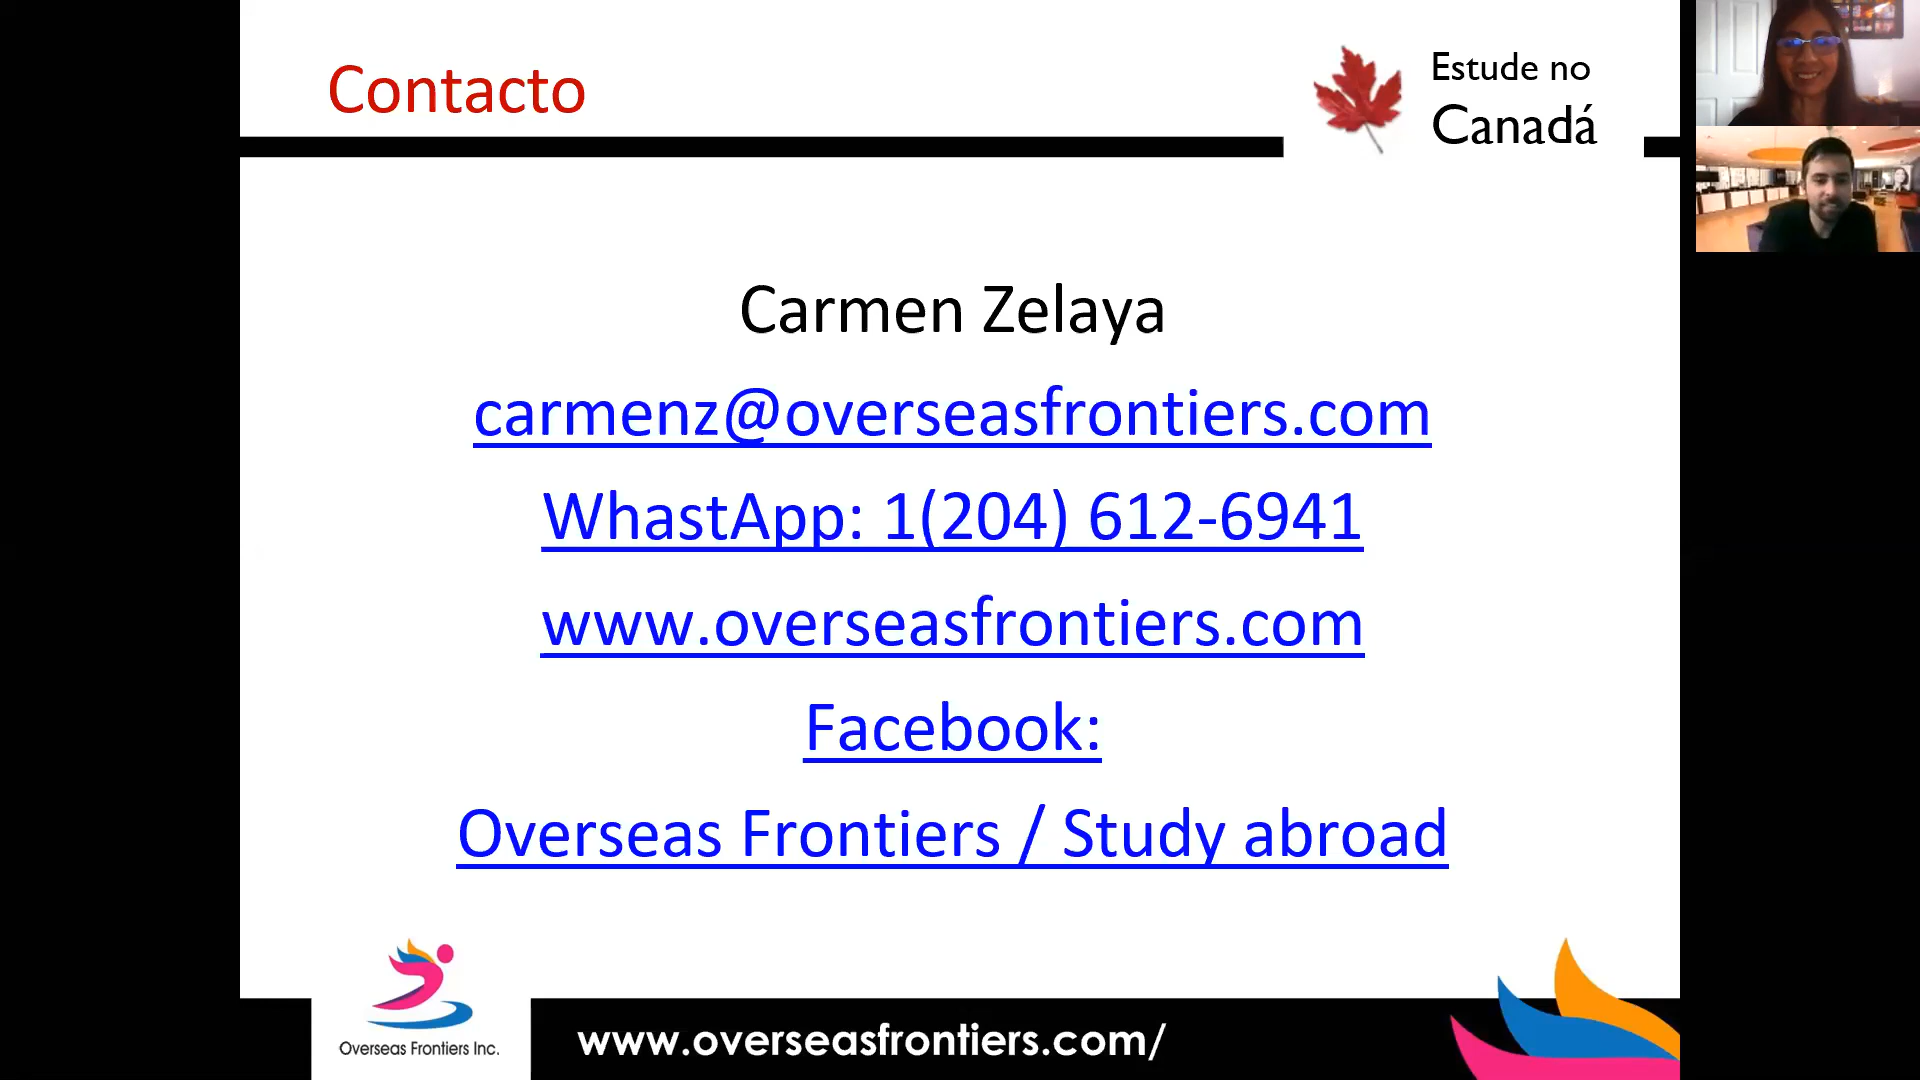 Contacto
Estude no
Canadá
Carmen Zelaya
carmenz@overseasfrontiers.com
WhastApp: 1(204) 612-6941
www.overseasfrontiers.com
Facebook:
Overseas Frontiers / Study abroad
Overseas Frontiers Inc.
www.overseasfrontiers.com/